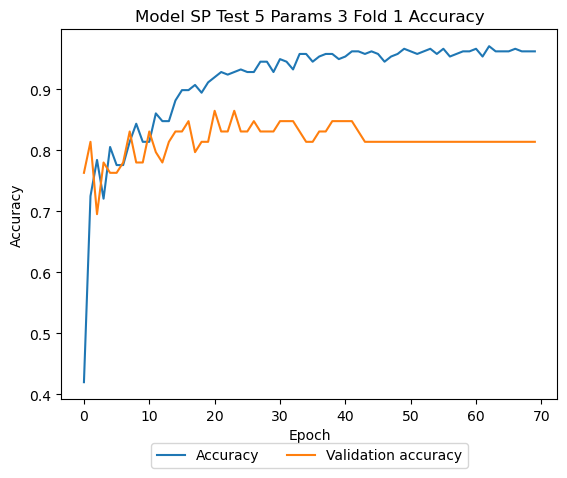 Model SP Test 5 Params 3 Fold 1 Accuracy
Accuracy
0.9
0.8
0.7
0.6
0.5
0.4
0 10 20 30 40 50 60 70
Epoch
Accuracy Validation accuracy